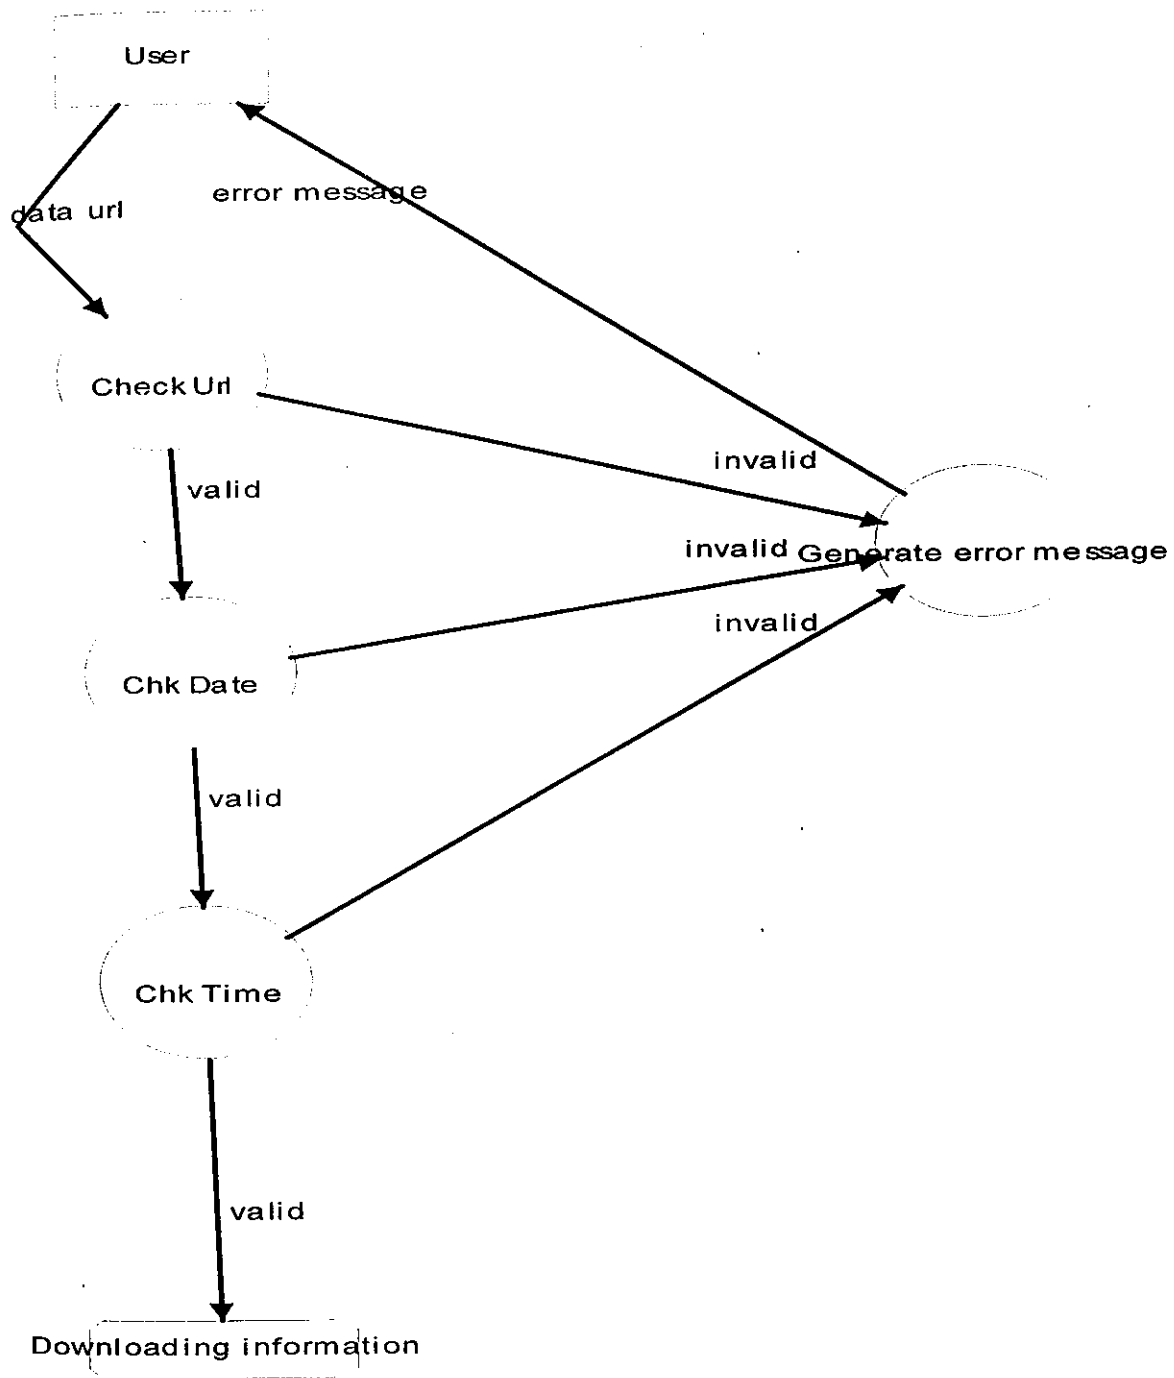 User
error message
data url
Check Url
invalid
valid
invalid
Generate error message
invalid
Chk Date
valid
Chk Time
valid
Downloading information